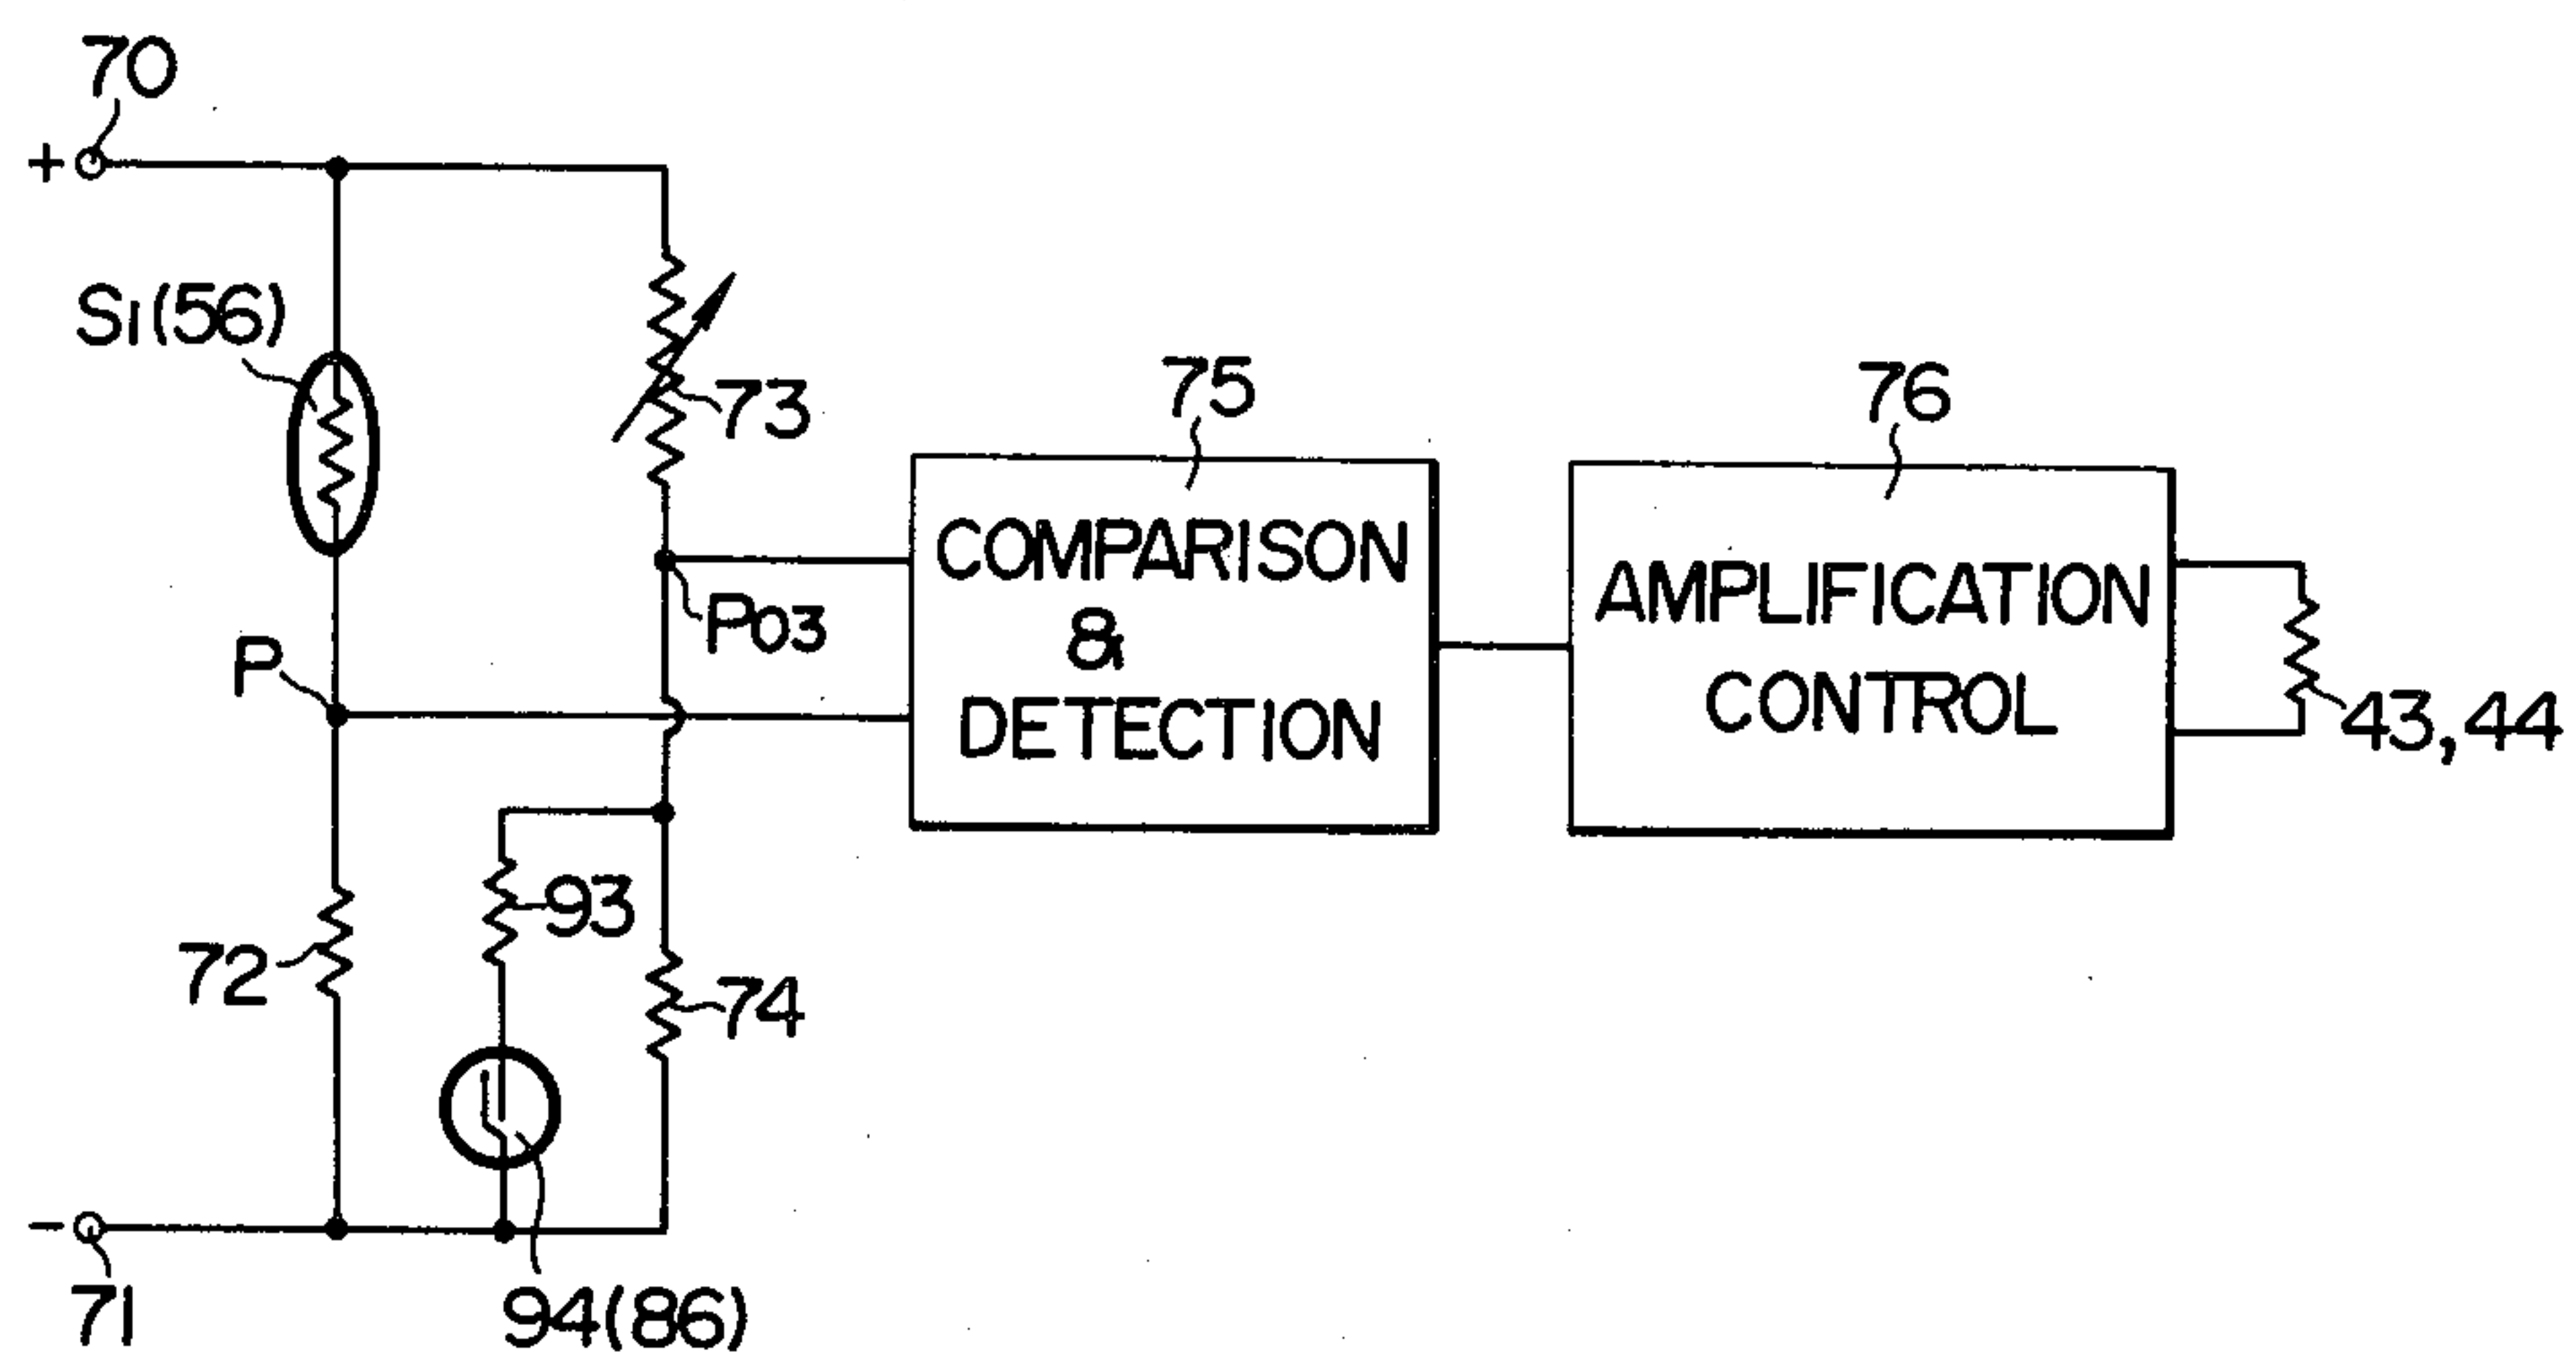 70
+
S1(56)
73
75
76
COMPARISON
&
DETECTION
AMPLIFICATION
CONTROL
P03
P
43,44
93
72
74
-
71
94(86)